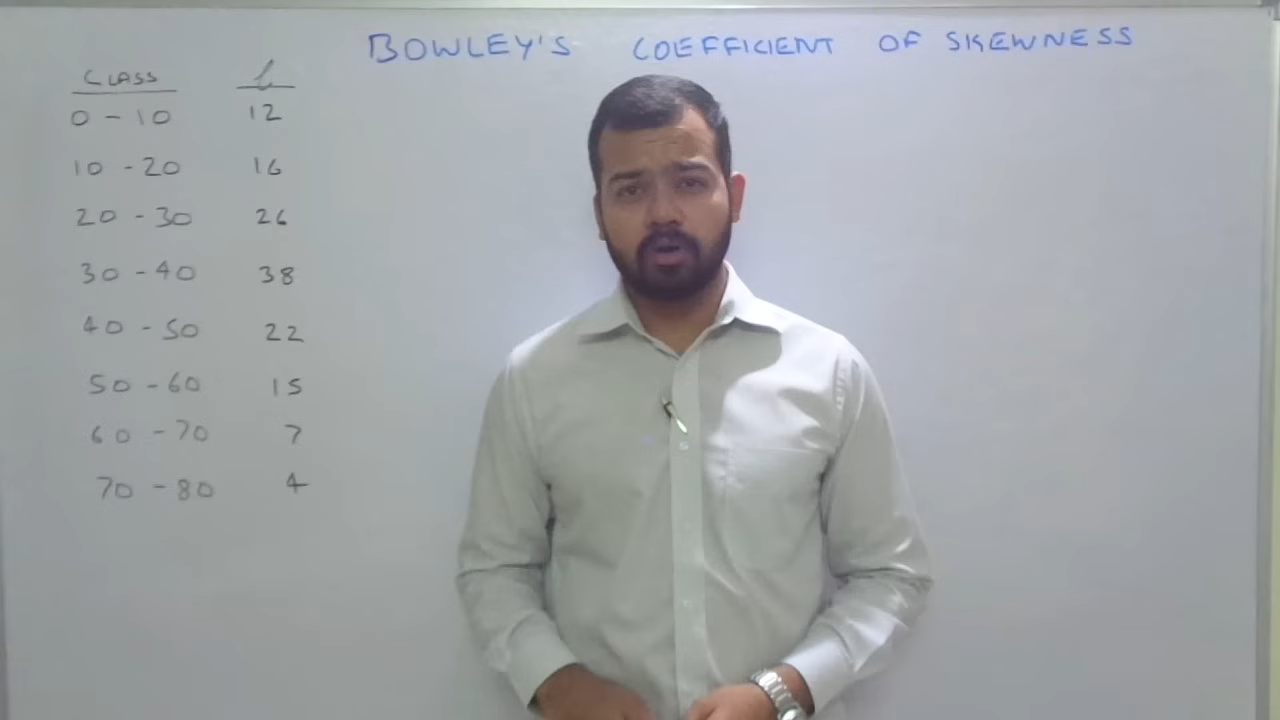 BOWLEY'S COEFFICIENT OF SKEWNESS
CLASS f
0 - 10 12
10 - 20 16
20 - 30 26
30 - 40 38
40 - 50 22
50 - 60 15
60 - 70 7
70 - 80 4